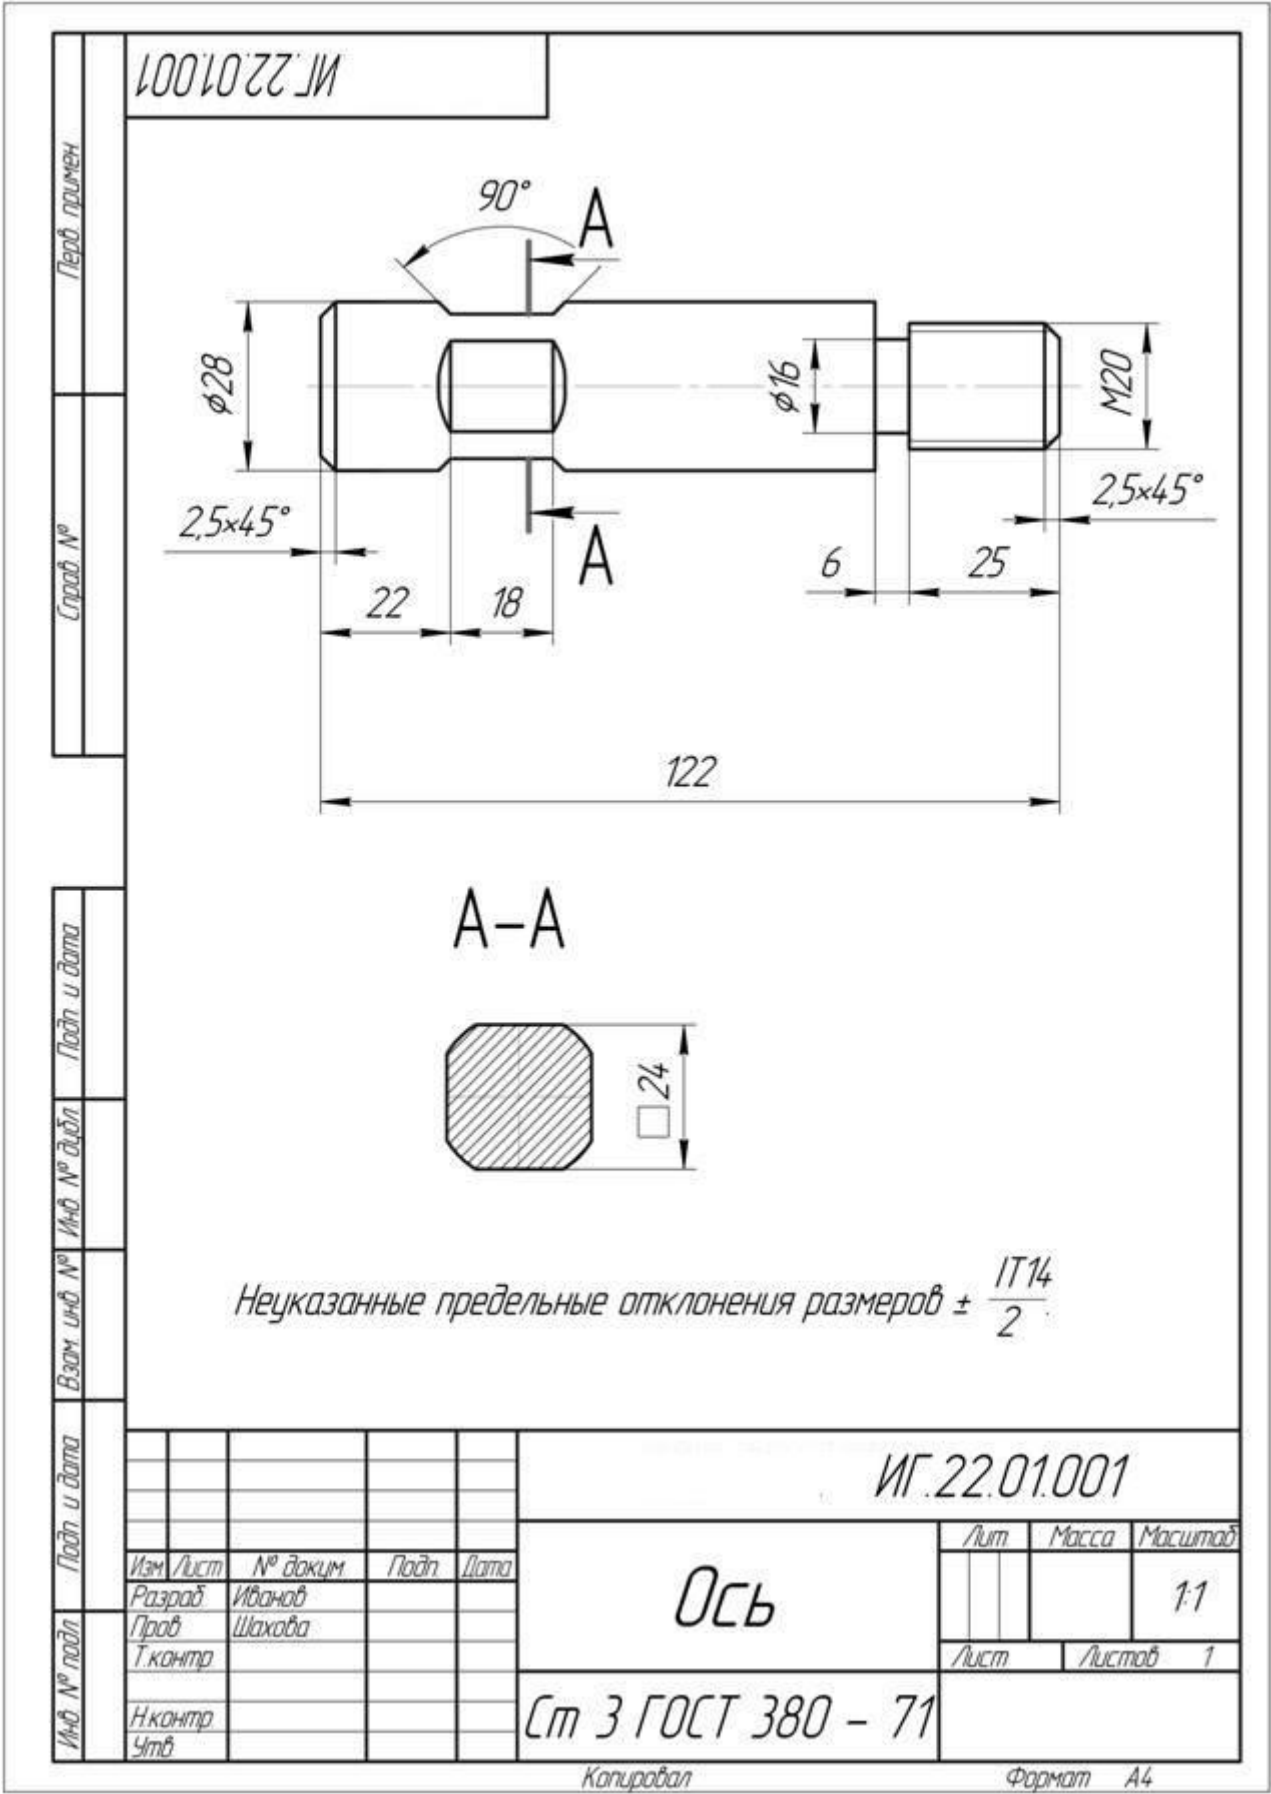 ИГ.22.01.001
Перв. примен.
Справ. №
Подп. и дата
Инв. № дубл.
Взам. инв. №
Подп. и дата
Инв. № подл.
90°
А
⌀28
⌀16
М20
2,5×45°
А
2,5×45°
22
18
6
25
122
А–А
□24
Неуказанные предельные отклонения размеров ± IT14/2.
ИГ.22.01.001
Изм. Лист № докум. Подп. Дата
Разраб. Иванов
Пров. Шахова
Т.контр.
Н.контр.
Утв.
Ось
Лит. Масса Масштаб
1:1
Лист Листов 1
Ст 3 ГОСТ 380 – 71
Копировал Формат А4